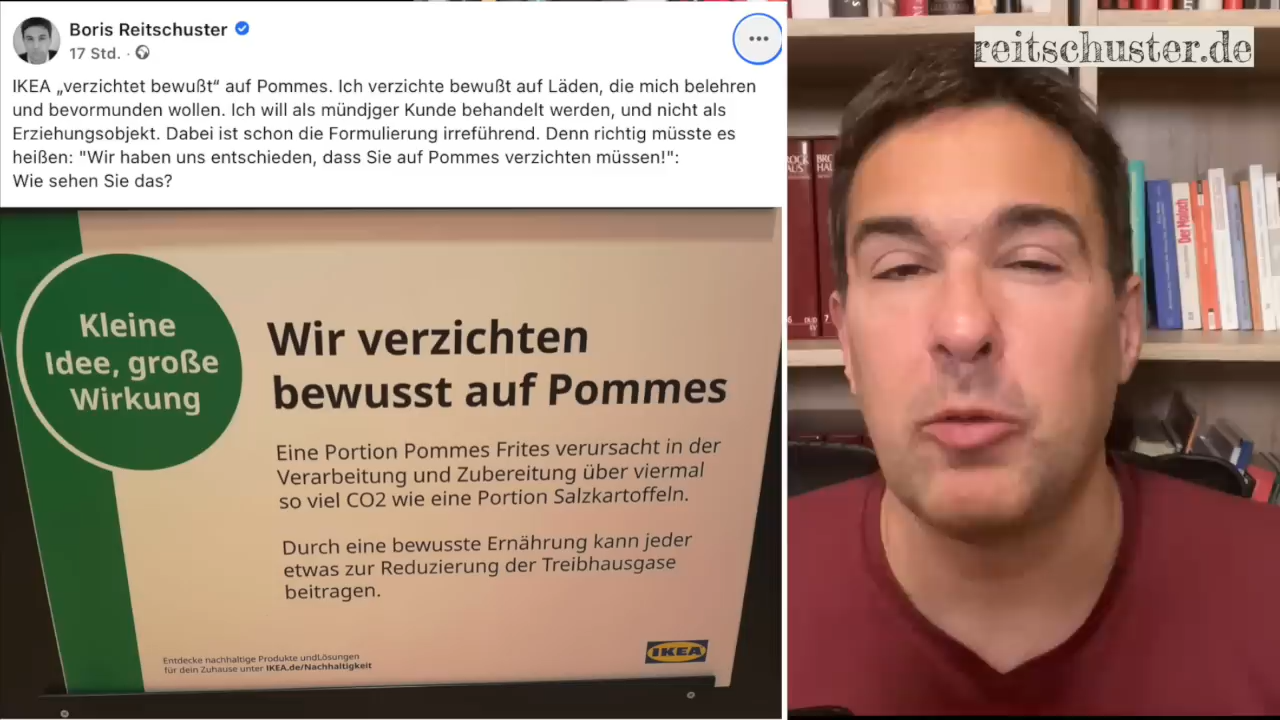 Boris Reitschuster
17 Std. ·
IKEA „verzichtet bewußt“ auf Pommes. Ich verzichte bewußt auf Läden, die mich belehren
und bevormunden wollen. Ich will als mündjger Kunde behandelt werden, und nicht als
Erziehungsobjekt. Dabei ist schon die Formulierung irreführend. Denn richtig müsste es
heißen: "Wir haben uns entschieden, dass Sie auf Pommes verzichten müssen!":
Wie sehen Sie das?
Kleine
Idee, große
Wirkung
Wir verzichten
bewusst auf Pommes
Eine Portion Pommes Frites verursacht in der
Verarbeitung und Zubereitung über viermal
so viel CO2 wie eine Portion Salzkartoffeln.
Durch eine bewusste Ernährung kann jeder
etwas zur Reduzierung der Treibhausgase
beitragen.
Entdecke nachhaltige Produkte undLösungen
für dein Zuhause unter IKEA.de/Nachhaltigkeit
IKEA
reitschuster.de
Der Moloch